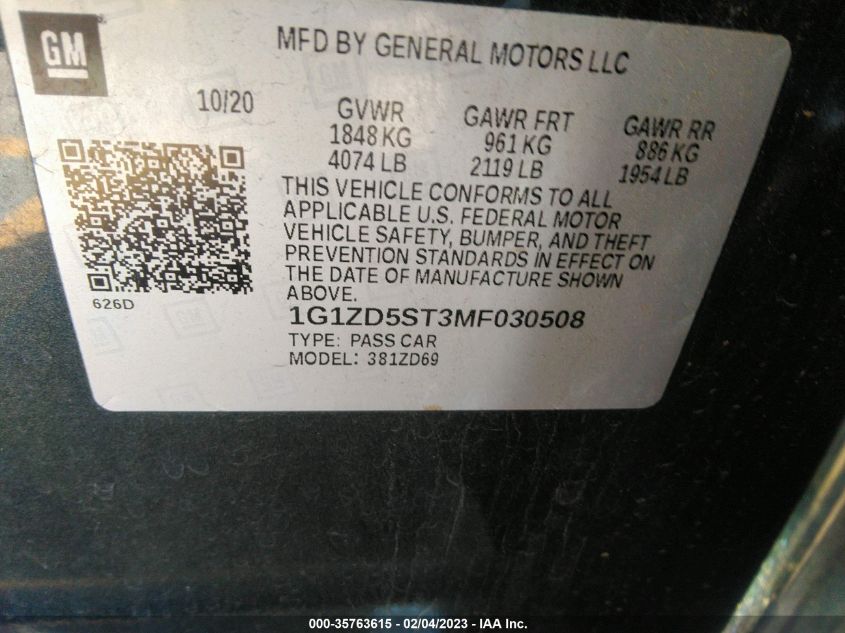 GM
MFD BY GENERAL MOTORS LLC
10/20
GVWR
1848 KG
4074 LB
GAWR FRT
961 KG
2119 LB
GAWR RR
886 KG
1954 LB
THIS VEHICLE CONFORMS TO ALL
APPLICABLE U.S. FEDERAL MOTOR
VEHICLE SAFETY, BUMPER, AND THEFT
PREVENTION STANDARDS IN EFFECT ON
THE DATE OF MANUFACTURE SHOWN
ABOVE.
626D
1G1ZD5ST3MF030508
TYPE: PASS CAR
MODEL: 381ZD69
000-35763615 - 02/04/2023 - IAA Inc.